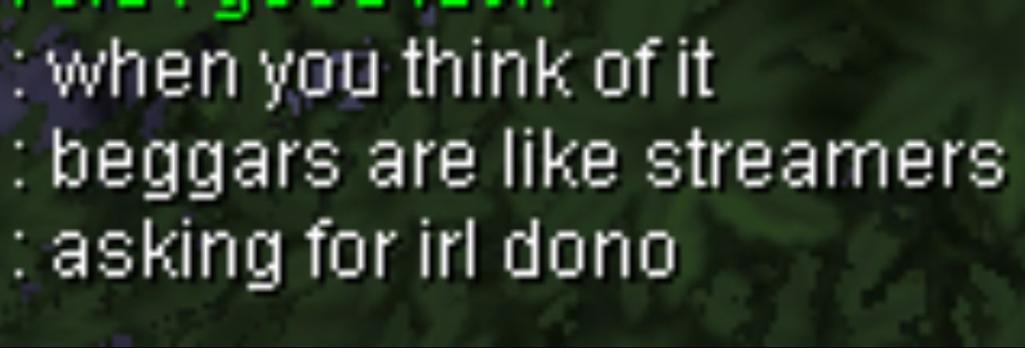 : when you think of it
: beggars are like streamers
: asking for irl dono